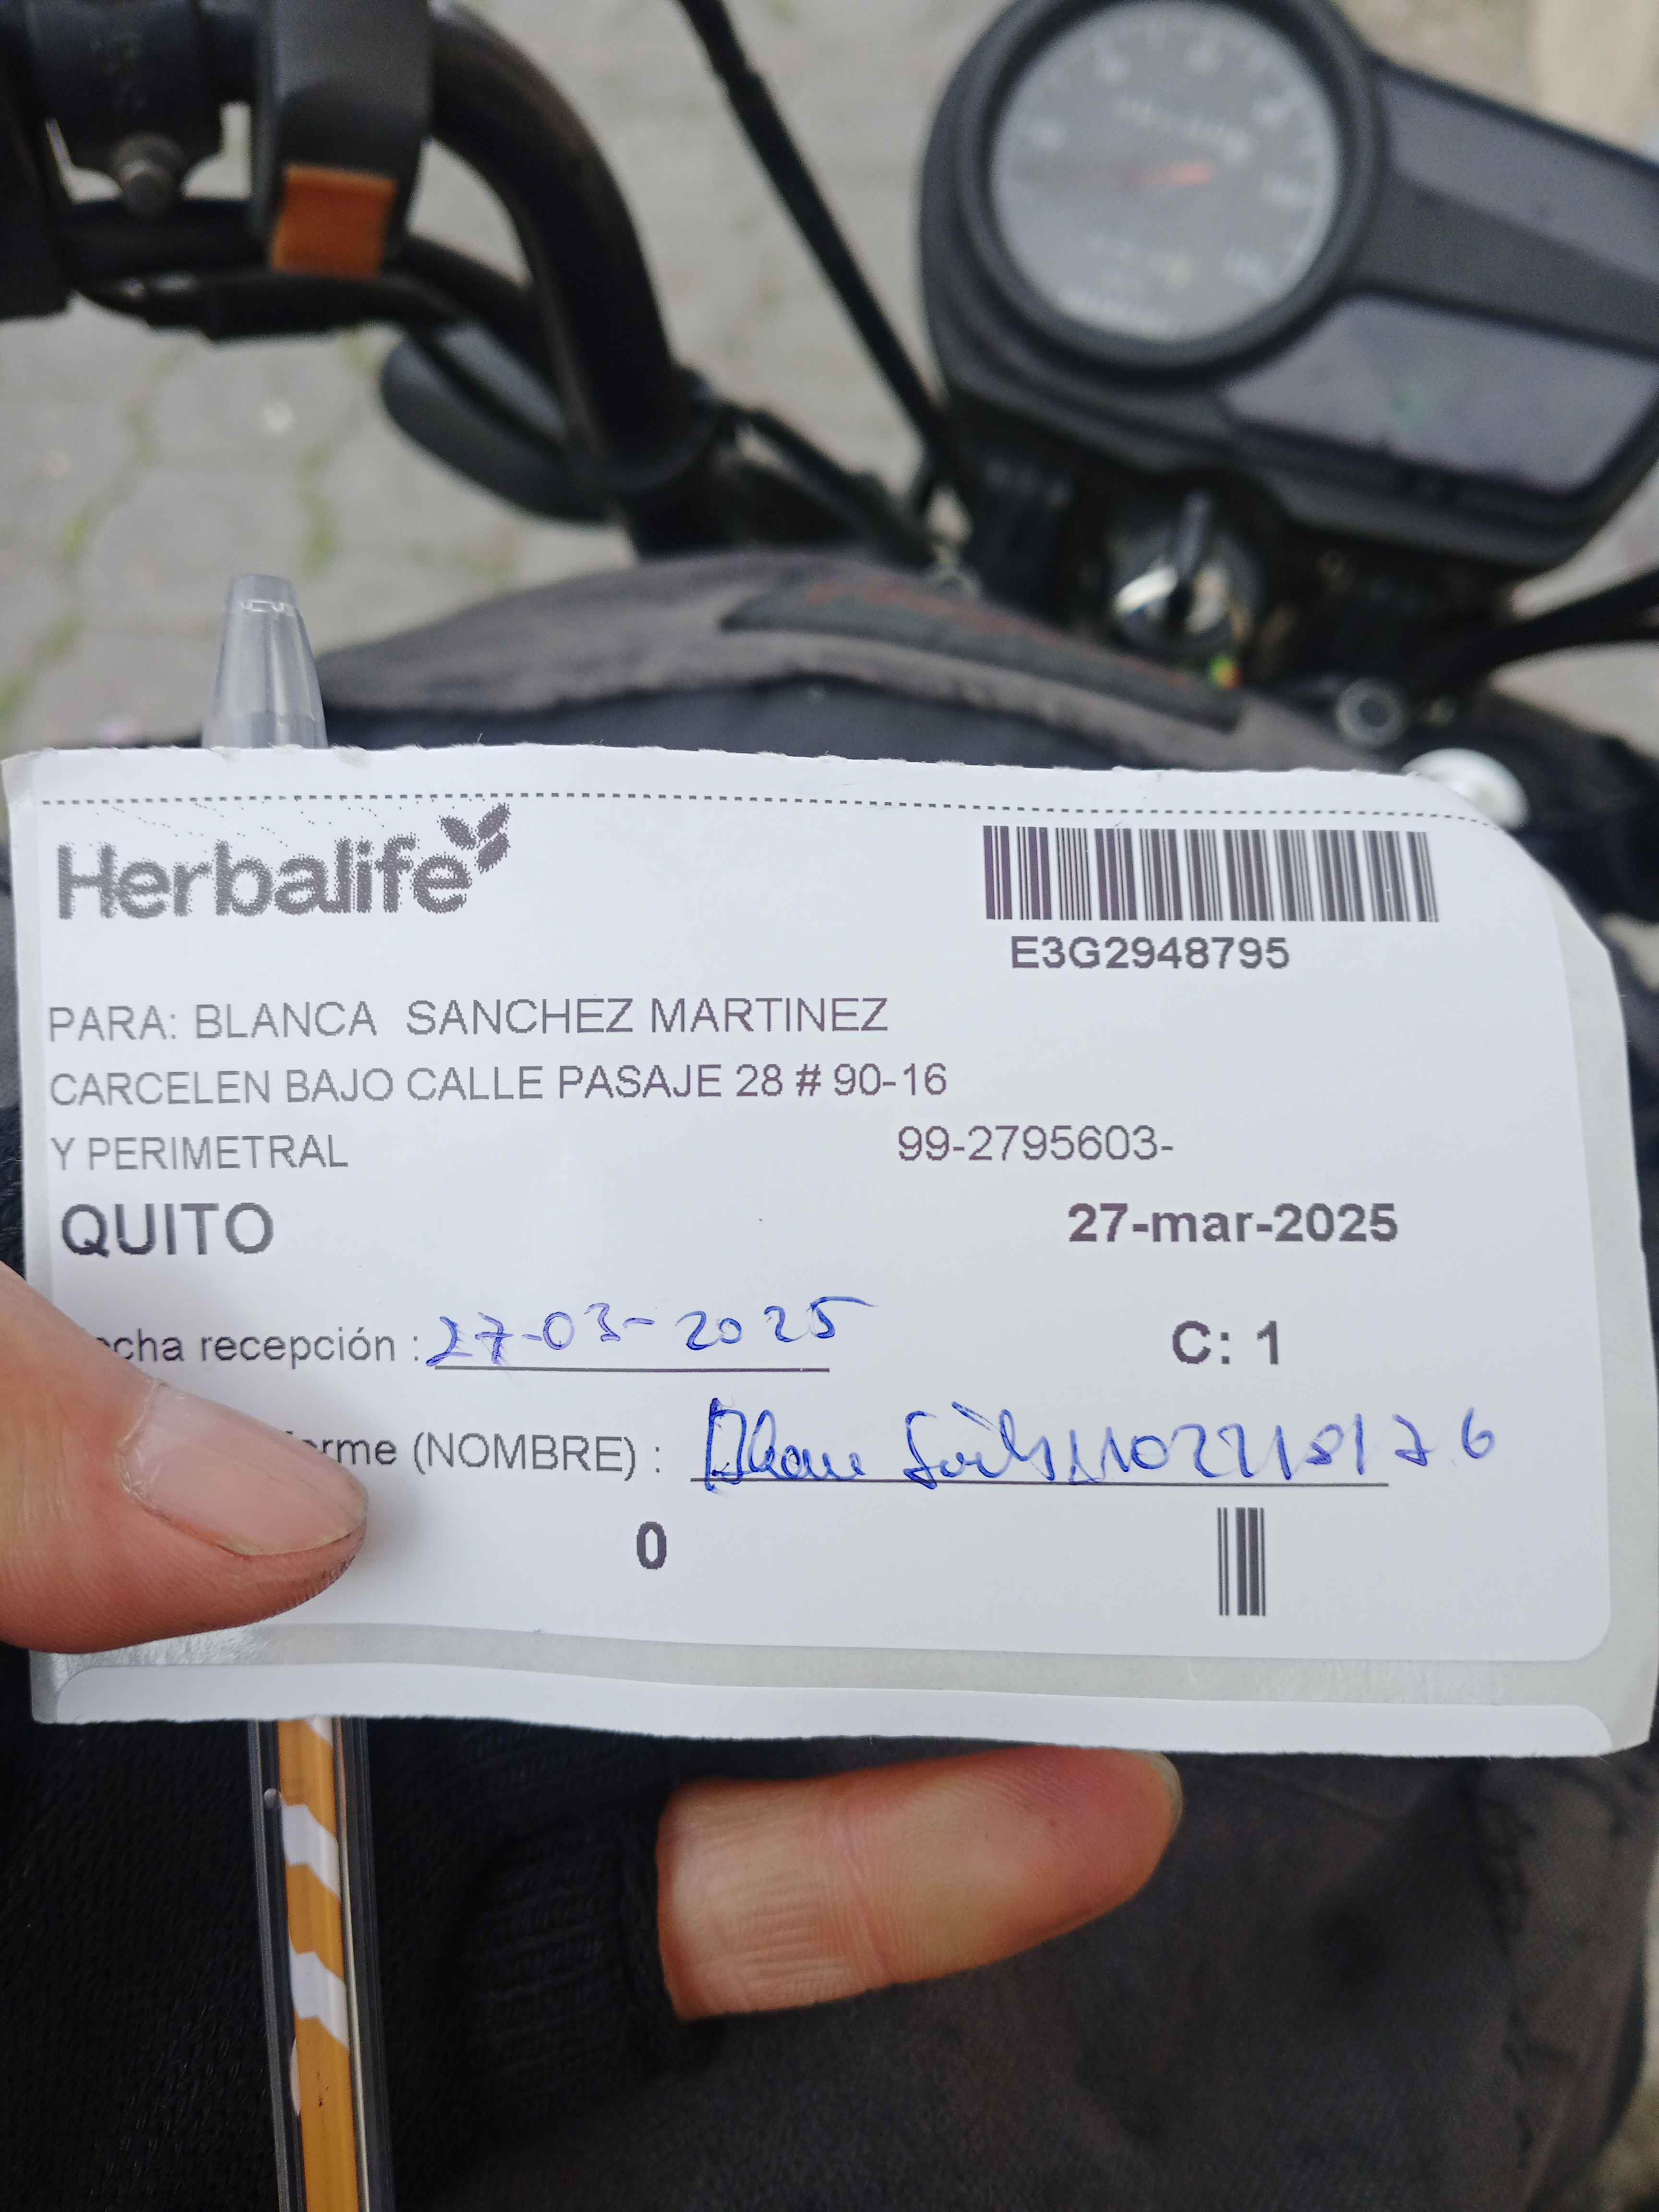 Herbalife
E3G2948795
PARA: BLANCA SANCHEZ MARTINEZ
CARCELEN BAJO CALLE PASAJE 28 # 90-16
Y PERIMETRAL 99-2795603-
QUITO 27-mar-2025
cha recepción : 27-03-2025 C: 1
rme (NOMBRE) :
0